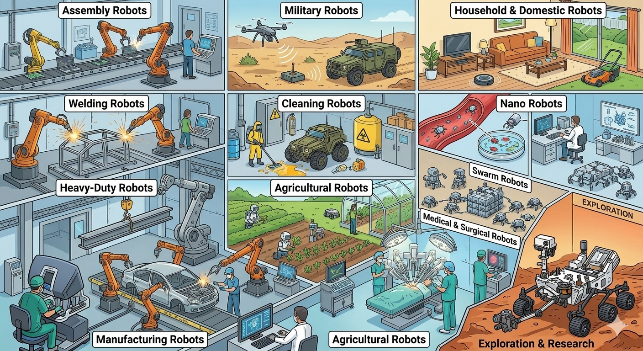 Assembly Robots
Military Robots
Household & Domestic Robots
Welding Robots
Cleaning Robots
Nano Robots
Swarm Robots
EXPLORATION
Heavy-Duty Robots
Agricultural Robots
Medical & Surgical Robots
Manufacturing Robots
Agricultural Robots
Exploration & Research